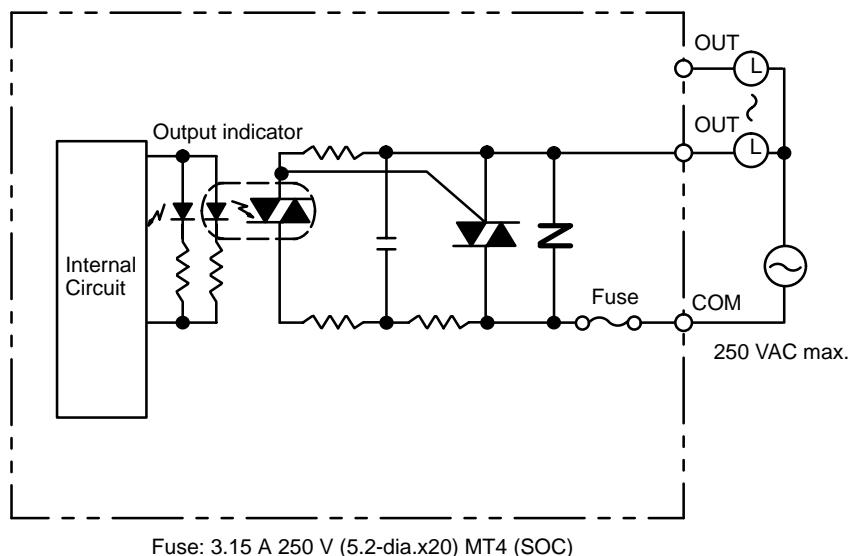 OUT
L
OUT
L
Output indicator
Internal
Circuit
Fuse
COM
250 VAC max.
Fuse: 3.15 A 250 V (5.2-dia.x20) MT4 (SOC)